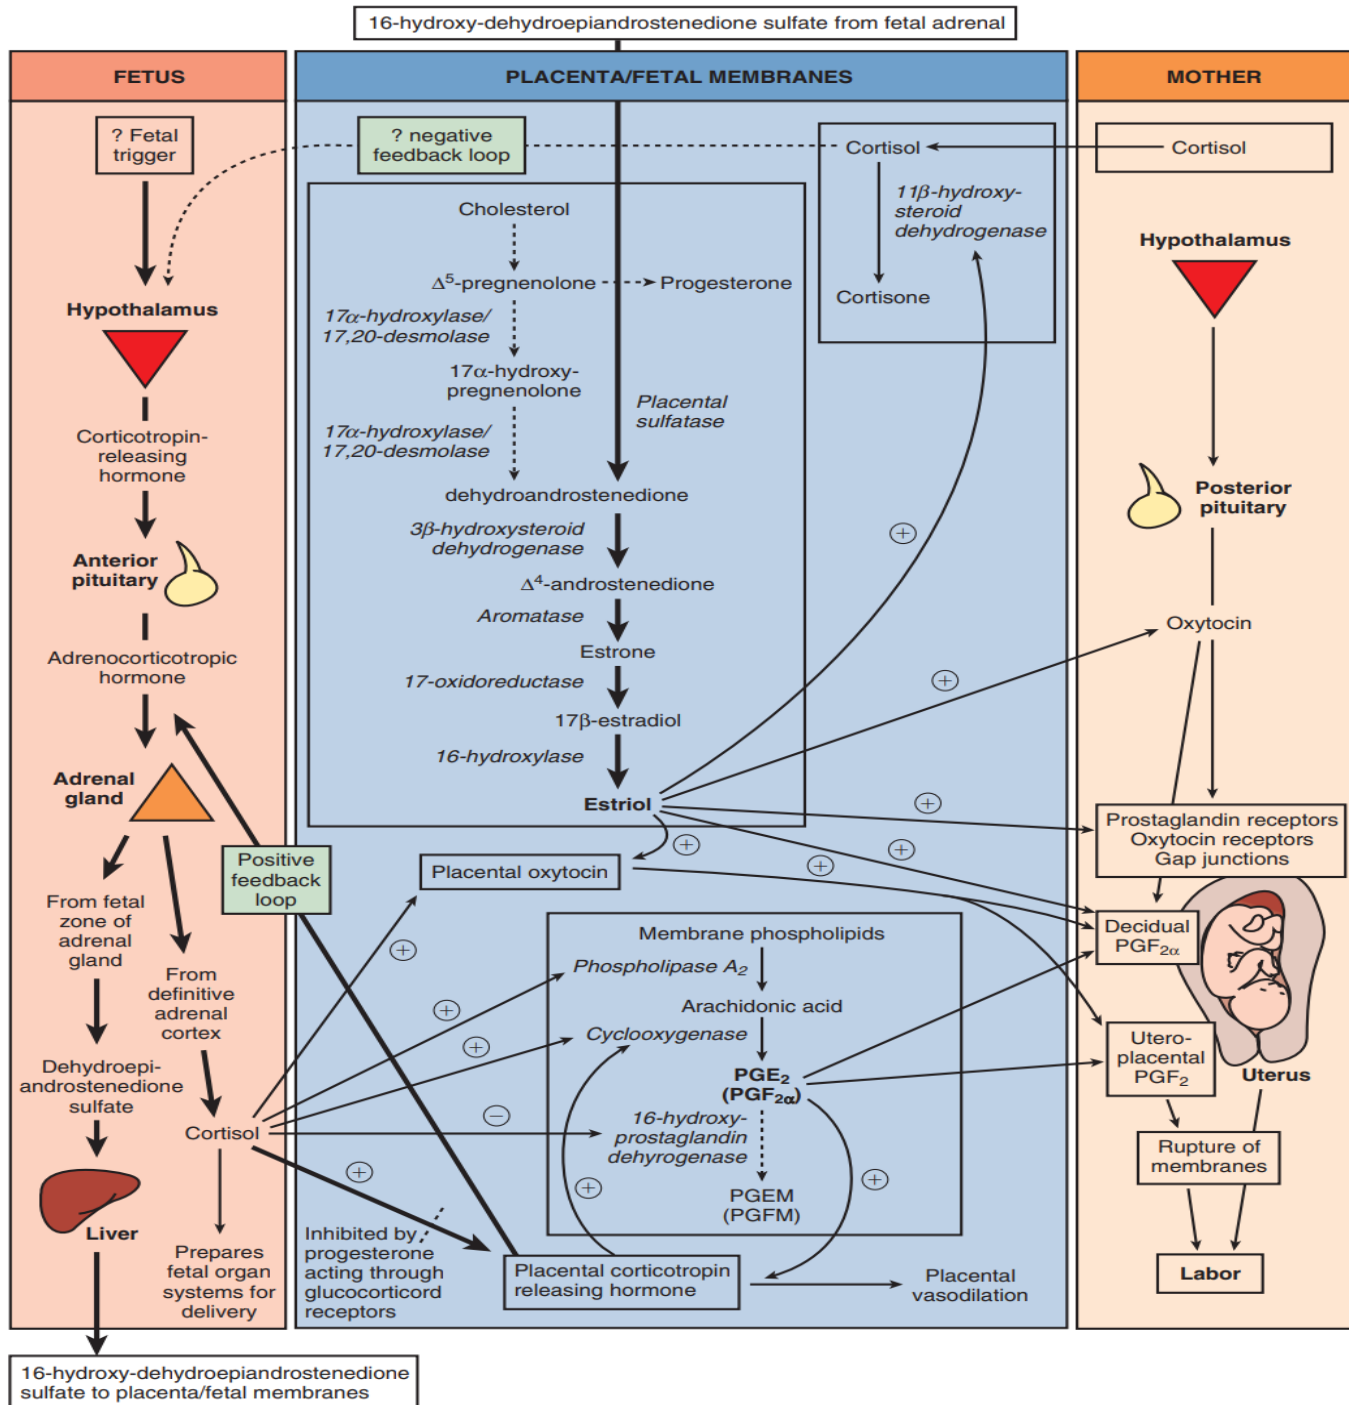 16-hydroxy-dehydroepiandrostenedione sulfate from fetal adrenal
FETUS
PLACENTA/FETAL MEMBRANES
MOTHER
? Fetal
trigger
Hypothalamus
Corticotropin-
releasing
hormone
Anterior
pituitary
Adrenocorticotropic
hormone
Adrenal
gland
From fetal
zone of
adrenal
gland
From
definitive
adrenal
cortex
Dehydroepi-
androstenedione
sulfate
Cortisol
Liver
Prepares
fetal organ
systems for
delivery
16-hydroxy-dehydroepiandrostenedione
sulfate to placenta/fetal membranes
? negative
feedback loop
Positive
feedback
loop
Cholesterol
Δ5-pregnenolone
Progesterone
17α-hydroxylase/
17,20-desmolase
17α-hydroxy-
pregnenolone
17α-hydroxylase/
17,20-desmolase
Placental
sulfatase
dehydroandrostenedione
3β-hydroxysteroid
dehydrogenase
Δ4-androstenedione
Aromatase
Estrone
17-oxidoreductase
17β-estradiol
16-hydroxylase
Estriol
Cortisol
11β-hydroxy-
steroid
dehydrogenase
Cortisone
+
+
+
+
+
+
Placental oxytocin
+
+
+
−
+
Membrane phospholipids
Phospholipase A2
Arachidonic acid
Cyclooxygenase
PGE2
(PGF2α)
16-hydroxy-
prostaglandin
dehyrogenase
PGEM
(PGFM)
+
+
Inhibited by
progesterone
acting through
glucocorticord
receptors
Placental corticotropin
releasing hormone
Placental
vasodilation
Cortisol
Hypothalamus
Posterior
pituitary
Oxytocin
Prostaglandin receptors
Oxytocin receptors
Gap junctions
Decidual
PGF2α
Utero-
placental
PGF2
Uterus
Rupture of
membranes
Labor